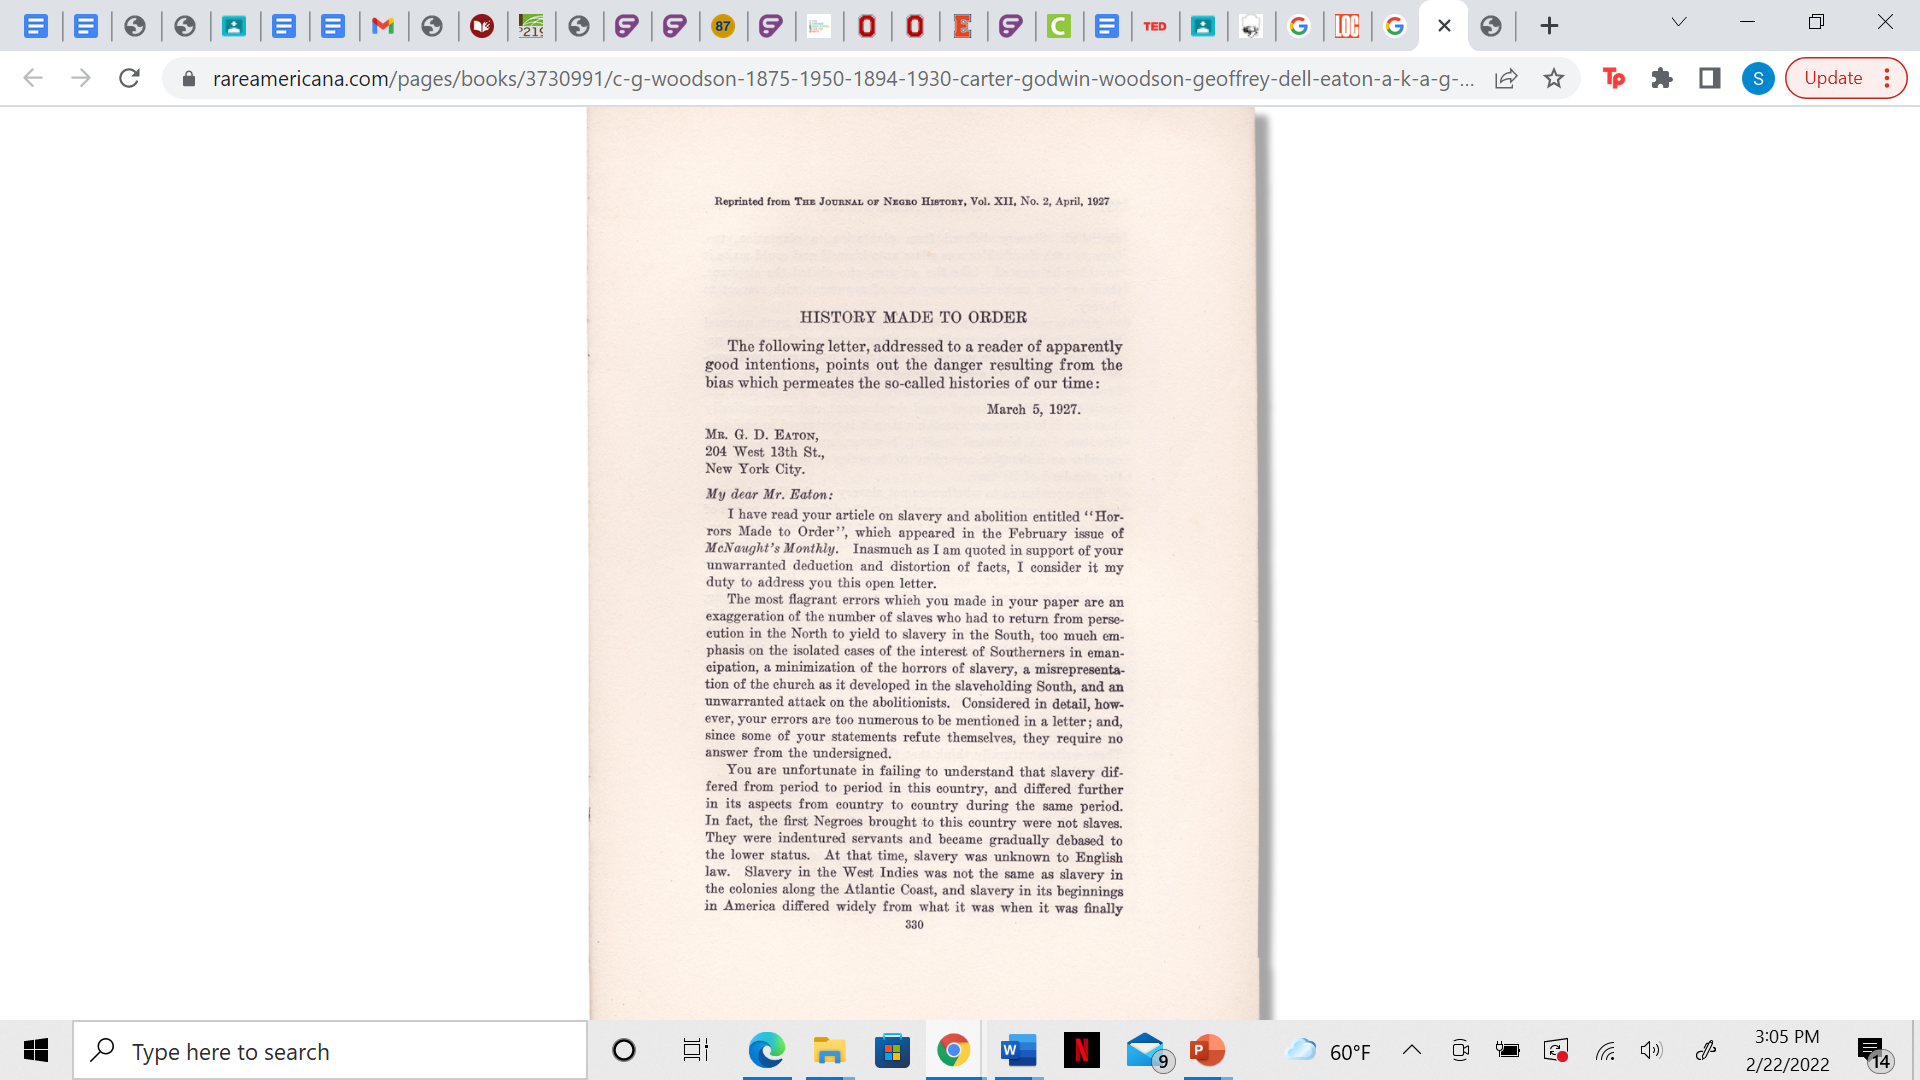 87
219
TED
LOC
rareamericana.com/pages/books/3730991/c-g-woodson-1875-1950-1894-1930-carter-godwin-woodson-geoffrey-dell-eaton-a-k-a-g-...
Tp
S
Update
Reprinted from THE JOURNAL OF NEGRO HISTORY, Vol. XII, No. 2, April, 1927
HISTORY MADE TO ORDER
The following letter, addressed to a reader of apparently
good intentions, points out the danger resulting from the
bias which permeates the so-called histories of our time:
March 5, 1927.
MR. G. D. EATON,
204 West 13th St.,
New York City.
My dear Mr. Eaton:
I have read your article on slavery and abolition entitled "Hor-
rors Made to Order", which appeared in the February issue of
McNaught's Monthly. Inasmuch as I am quoted in support of your
unwarranted deduction and distortion of facts, I consider it my
duty to address you this open letter.
The most flagrant errors which you made in your paper are an
exaggeration of the number of slaves who had to return from perse-
cution in the North to yield to slavery in the South, too much em-
phasis on the isolated cases of the interest of Southerners in eman-
cipation, a minimization of the horrors of slavery, a misrepresenta-
tion of the church as it developed in the slaveholding South, and an
unwarranted attack on the abolitionists. Considered in detail, how-
ever, your errors are too numerous to be mentioned in a letter; and,
since some of your statements refute themselves, they require no
answer from the undersigned.
You are unfortunate in failing to understand that slavery dif-
fered from period to period in this country, and differed further
in its aspects from country to country during the same period.
In fact, the first Negroes brought to this country were not slaves.
They were indentured servants and became gradually debased to
the lower status. At that time, slavery was unknown to English
law. Slavery in the West Indies was not the same as slavery in
the colonies along the Atlantic Coast, and slavery in its beginnings
in America differed widely from what it was when it was finally
330
Type here to search
W
N
9
P
60°F
3:05 PM
2/22/2022
14